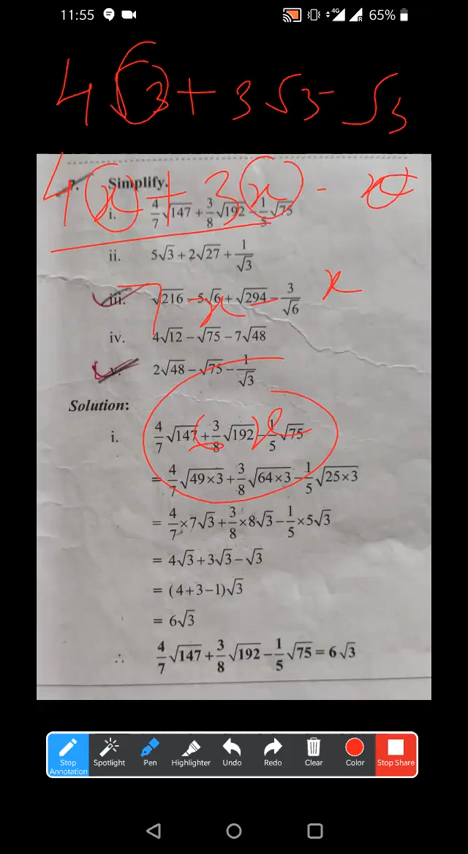 11:55 4G R 65%
4√3 + 3√3 - √3
4(x) + 3(x) - x
7. Simplify.
i. 4/7 √147 + 3/8 √192 - 1/5 √75
ii. 5√3 + 2√27 + 1/√3
iii. √216 - 5√6 + √294 - 3/√6
7x - x
iv. 4√12 - √75 - 7√48
v. 2√48 - √75 - 1/√3
Solution:
i. 4/7 √147 + 3/8 √192 - 1/5 √75
= 4/7 √49×3 + 3/8 √64×3 - 1/5 √25×3
= 4/7 ×7√3 + 3/8 ×8√3 - 1/5 ×5√3
= 4√3 + 3√3 - √3
= (4+3-1)√3
= 6√3
∴ 4/7 √147 + 3/8 √192 - 1/5 √75 = 6√3
Stop Annotation Spotlight Pen Highlighter Undo Redo Clear Color Stop Share